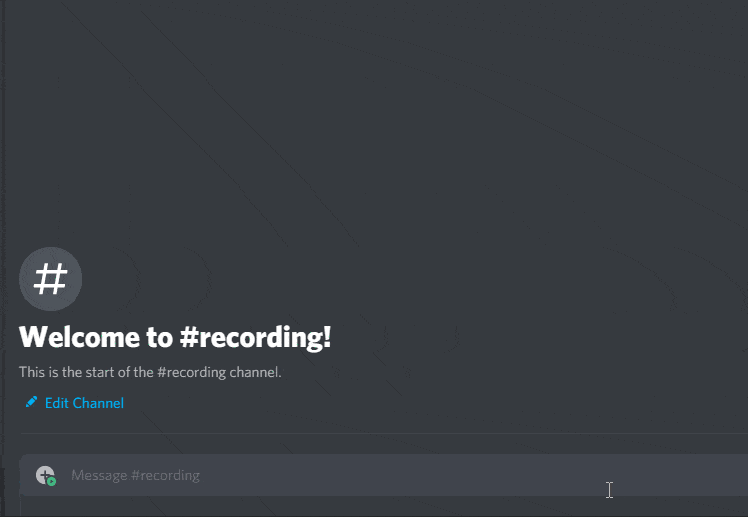 #
Welcome to #recording!
This is the start of the #recording channel.
Edit Channel
Message #recording